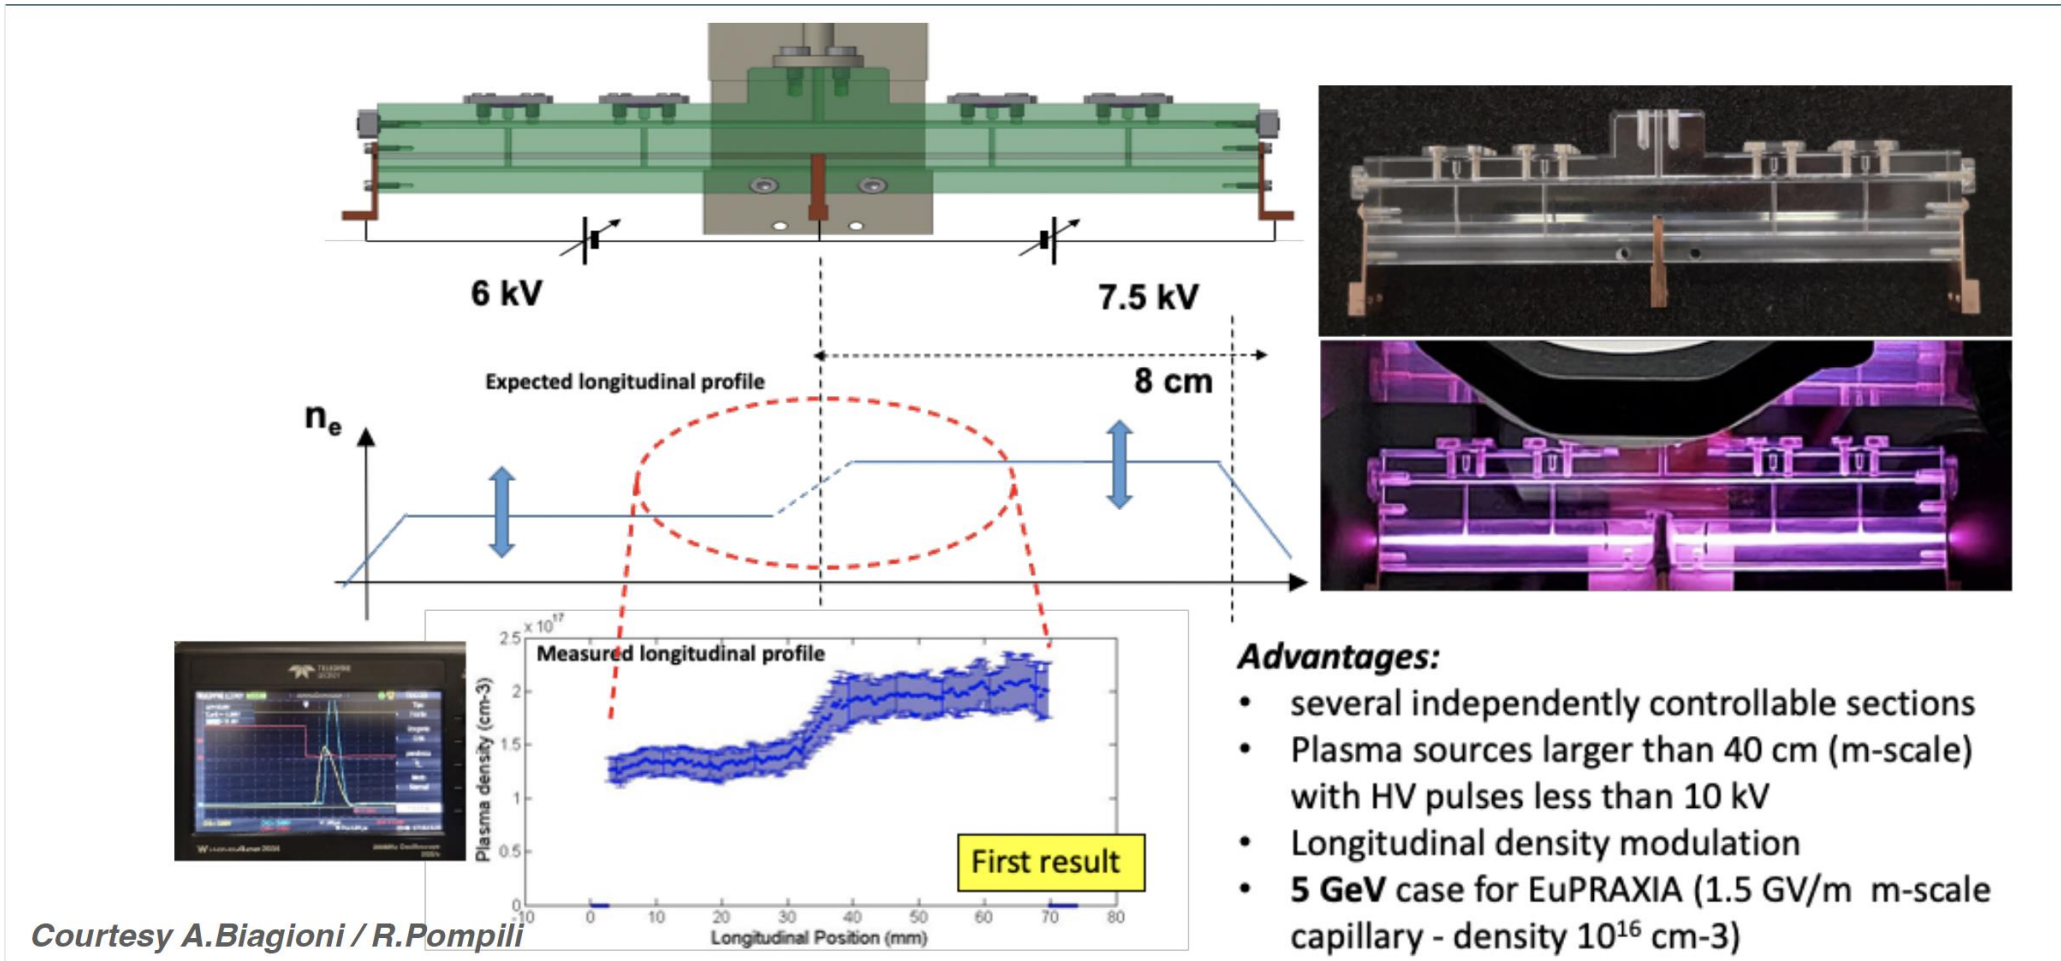 6 kV
7.5 kV
8 cm
Expected longitudinal profile
ne
x 10^17
Measured longitudinal profile
2.5
2
1.5
1
0.5
0
Plasma density (cm-3)
-10 0 10 20 30 40 50 60 70 80
Longitudinal Position (mm)
First result
TELEDYNE
Advantages:
• several independently controllable sections
• Plasma sources larger than 40 cm (m-scale)
with HV pulses less than 10 kV
• Longitudinal density modulation
• 5 GeV case for EuPRAXIA (1.5 GV/m m-scale
capillary - density 10^16 cm-3)
Courtesy A.Biagioni / R.Pompili